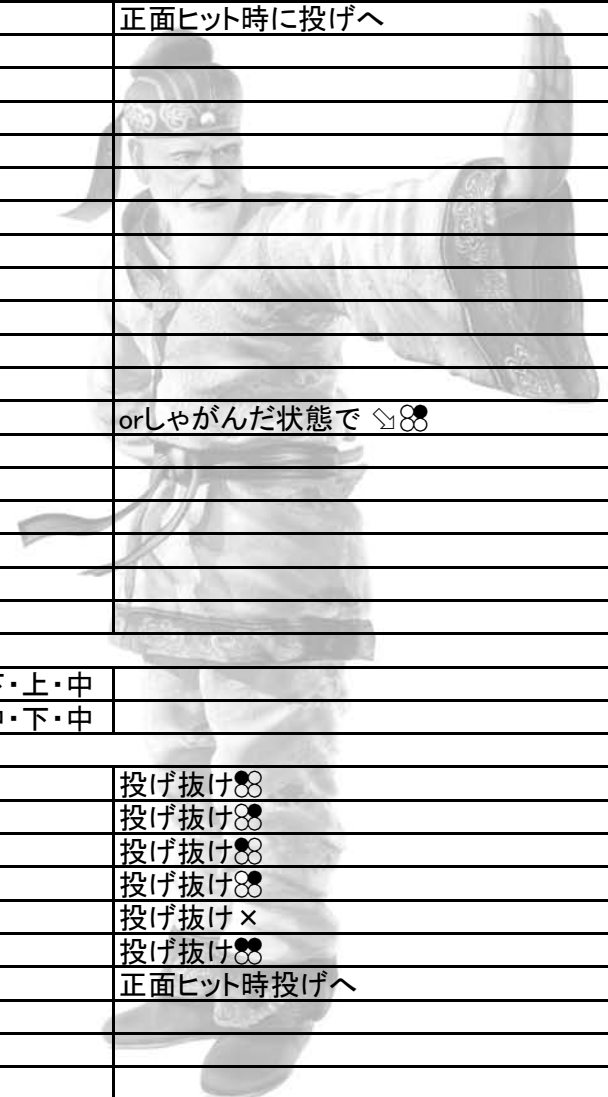 正面ヒット時に投げへ
orしゃがんだ状態で ⇘
・上・中
・下・中
投げ抜け
投げ抜け
投げ抜け
投げ抜け
投げ抜け×
投げ抜け
正面ヒット時投げへ